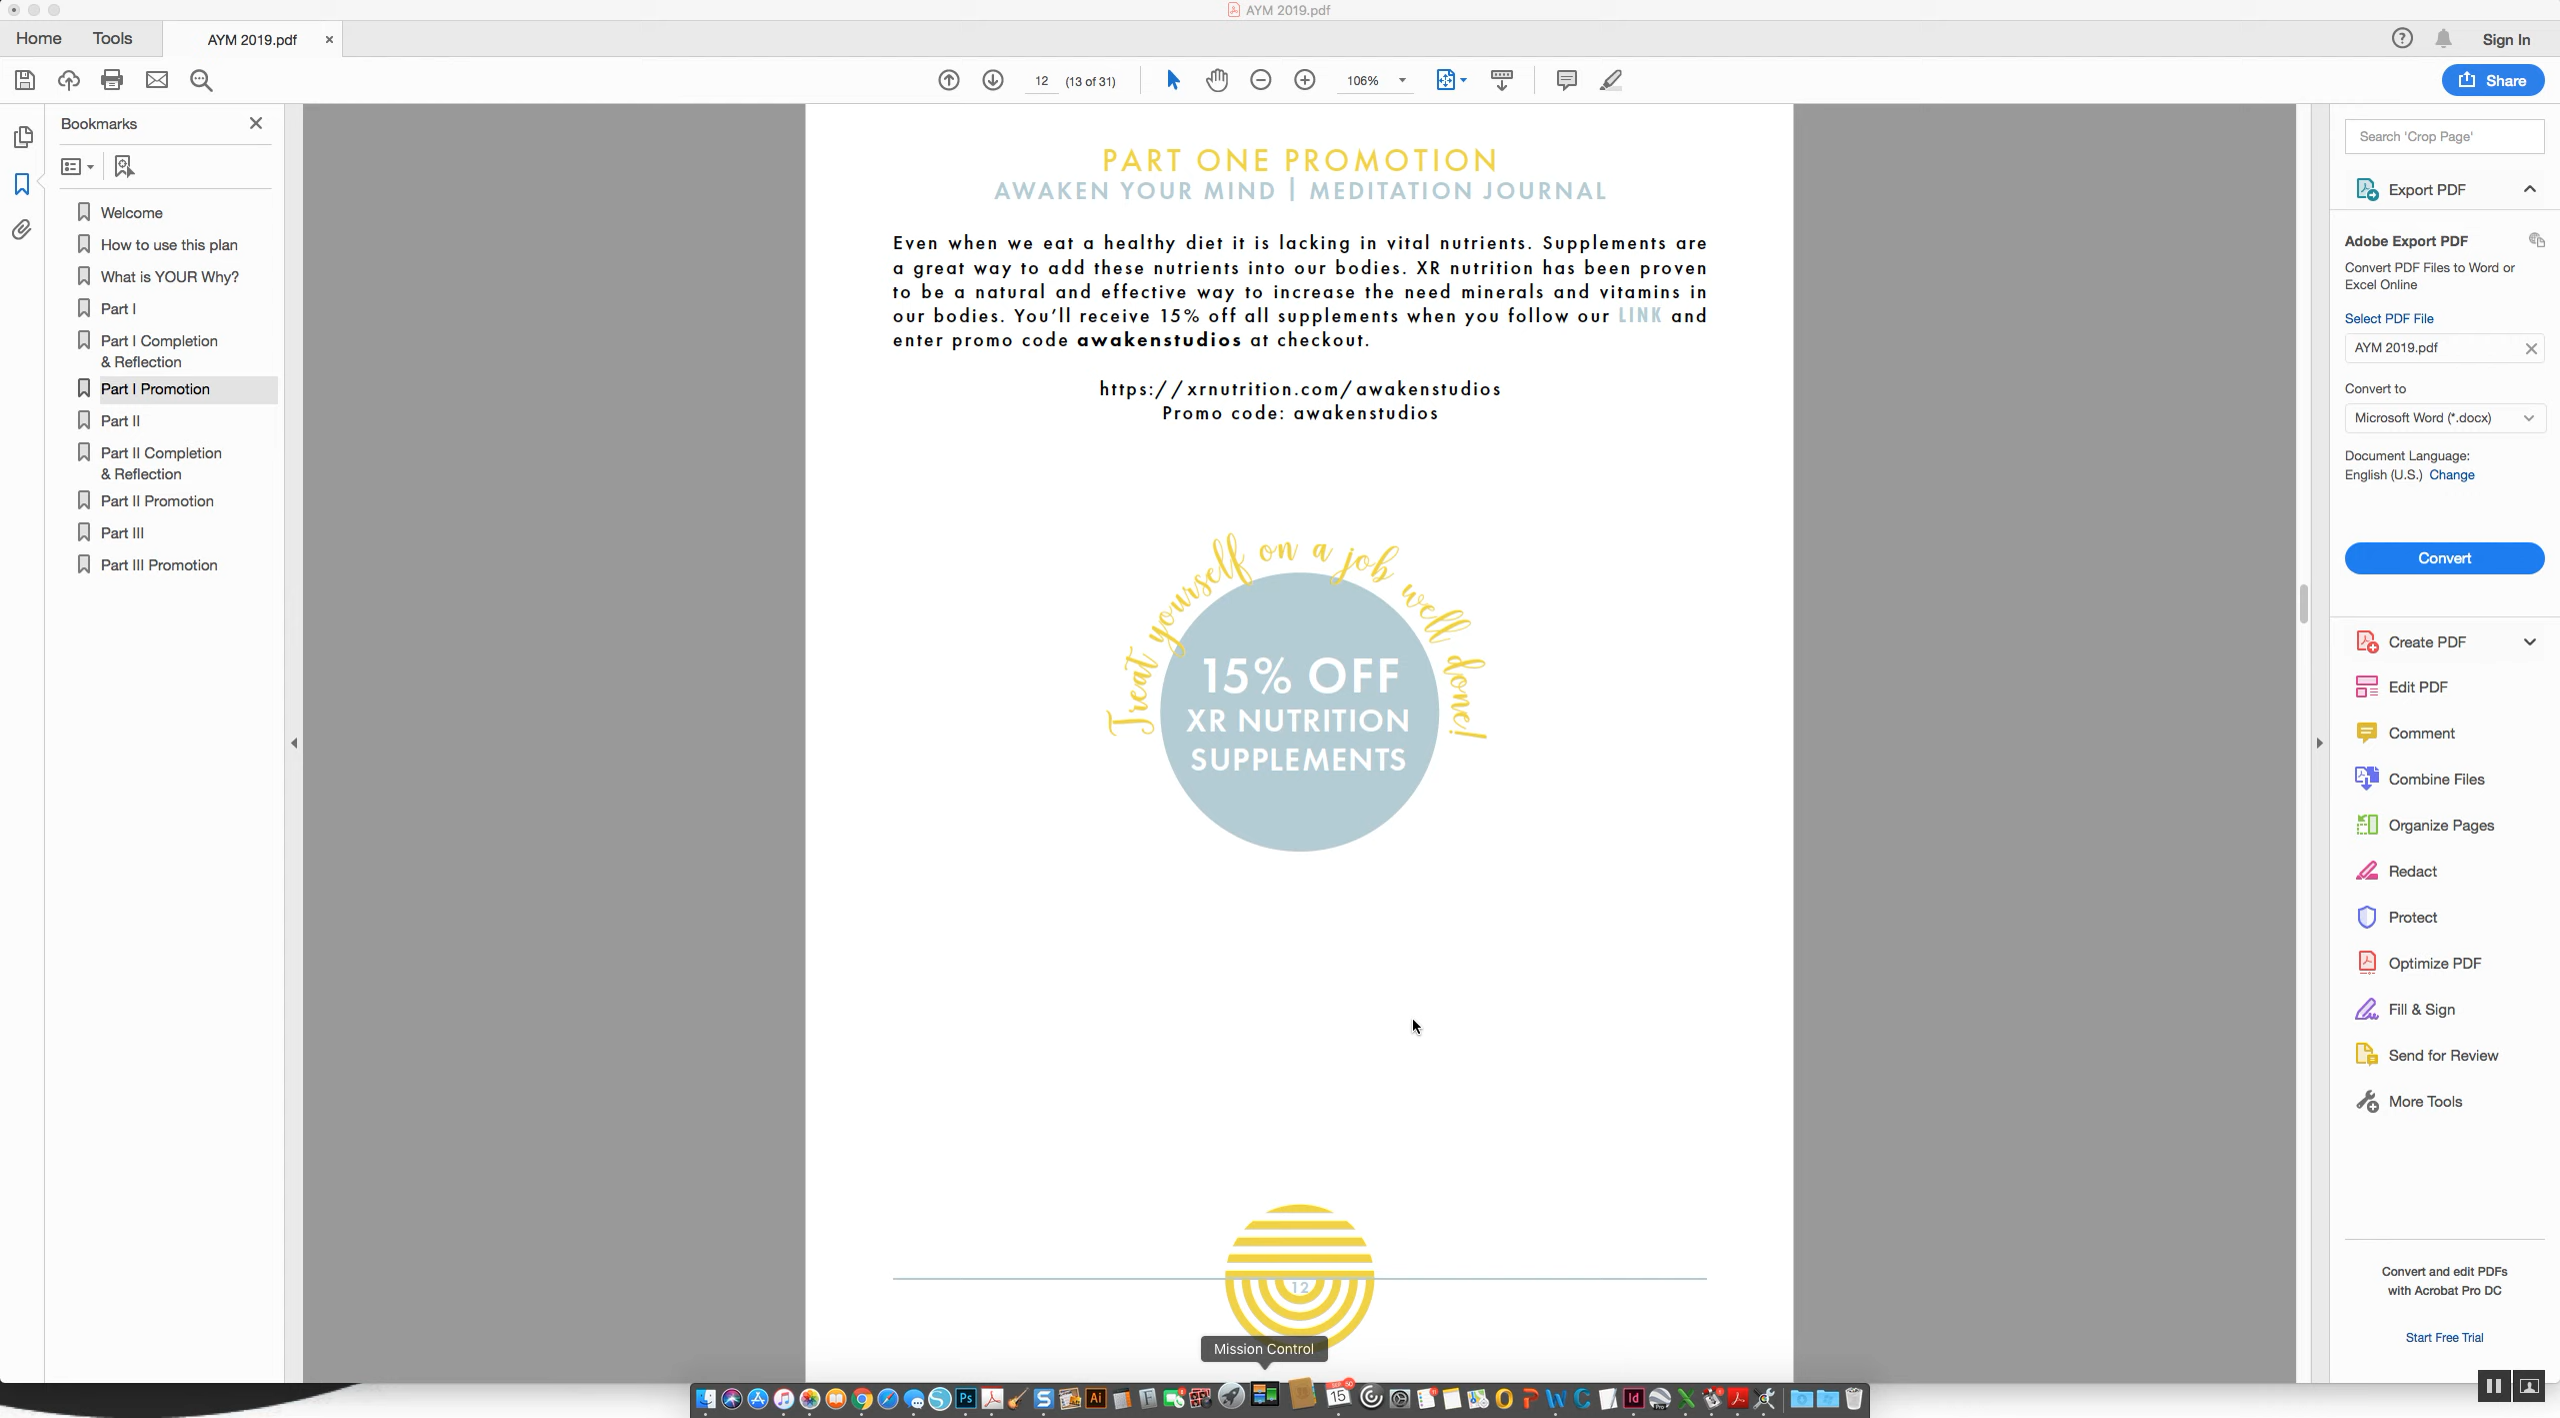 AYM 2019.pdf
Home
Tools
AYM 2019.pdf
Sign In
12
(13 of 31)
106%
Share
Bookmarks
Welcome
How to use this plan
What is YOUR Why?
Part I
Part I Completion
& Reflection
Part I Promotion
Part II
Part II Completion
& Reflection
Part II Promotion
Part III
Part III Promotion
PART ONE PROMOTION
AWAKEN YOUR MIND | MEDITATION JOURNAL
Even when we eat a healthy diet it is lacking in vital nutrients. Supplements are
a great way to add these nutrients into our bodies. XR nutrition has been proven
to be a natural and effective way to increase the need minerals and vitamins in
our bodies. You'll receive 15% off all supplements when you follow our LINK and
enter promo code awakenstudios at checkout.
https://xrnutrition.com/awakenstudios
Promo code: awakenstudios
Treat yourself on a job well done!
15% OFF
XR NUTRITION
SUPPLEMENTS
12
Mission Control
Search 'Crop Page'
Export PDF
Adobe Export PDF
Convert PDF Files to Word or
Excel Online
Select PDF File
AYM 2019.pdf
Convert to
Microsoft Word (*.docx)
Document Language:
English (U.S.) Change
Convert
Create PDF
Edit PDF
Comment
Combine Files
Organize Pages
Redact
Protect
Optimize PDF
Fill & Sign
Send for Review
More Tools
Convert and edit PDFs
with Acrobat Pro DC
Start Free Trial
Ps
Ai
15
Id